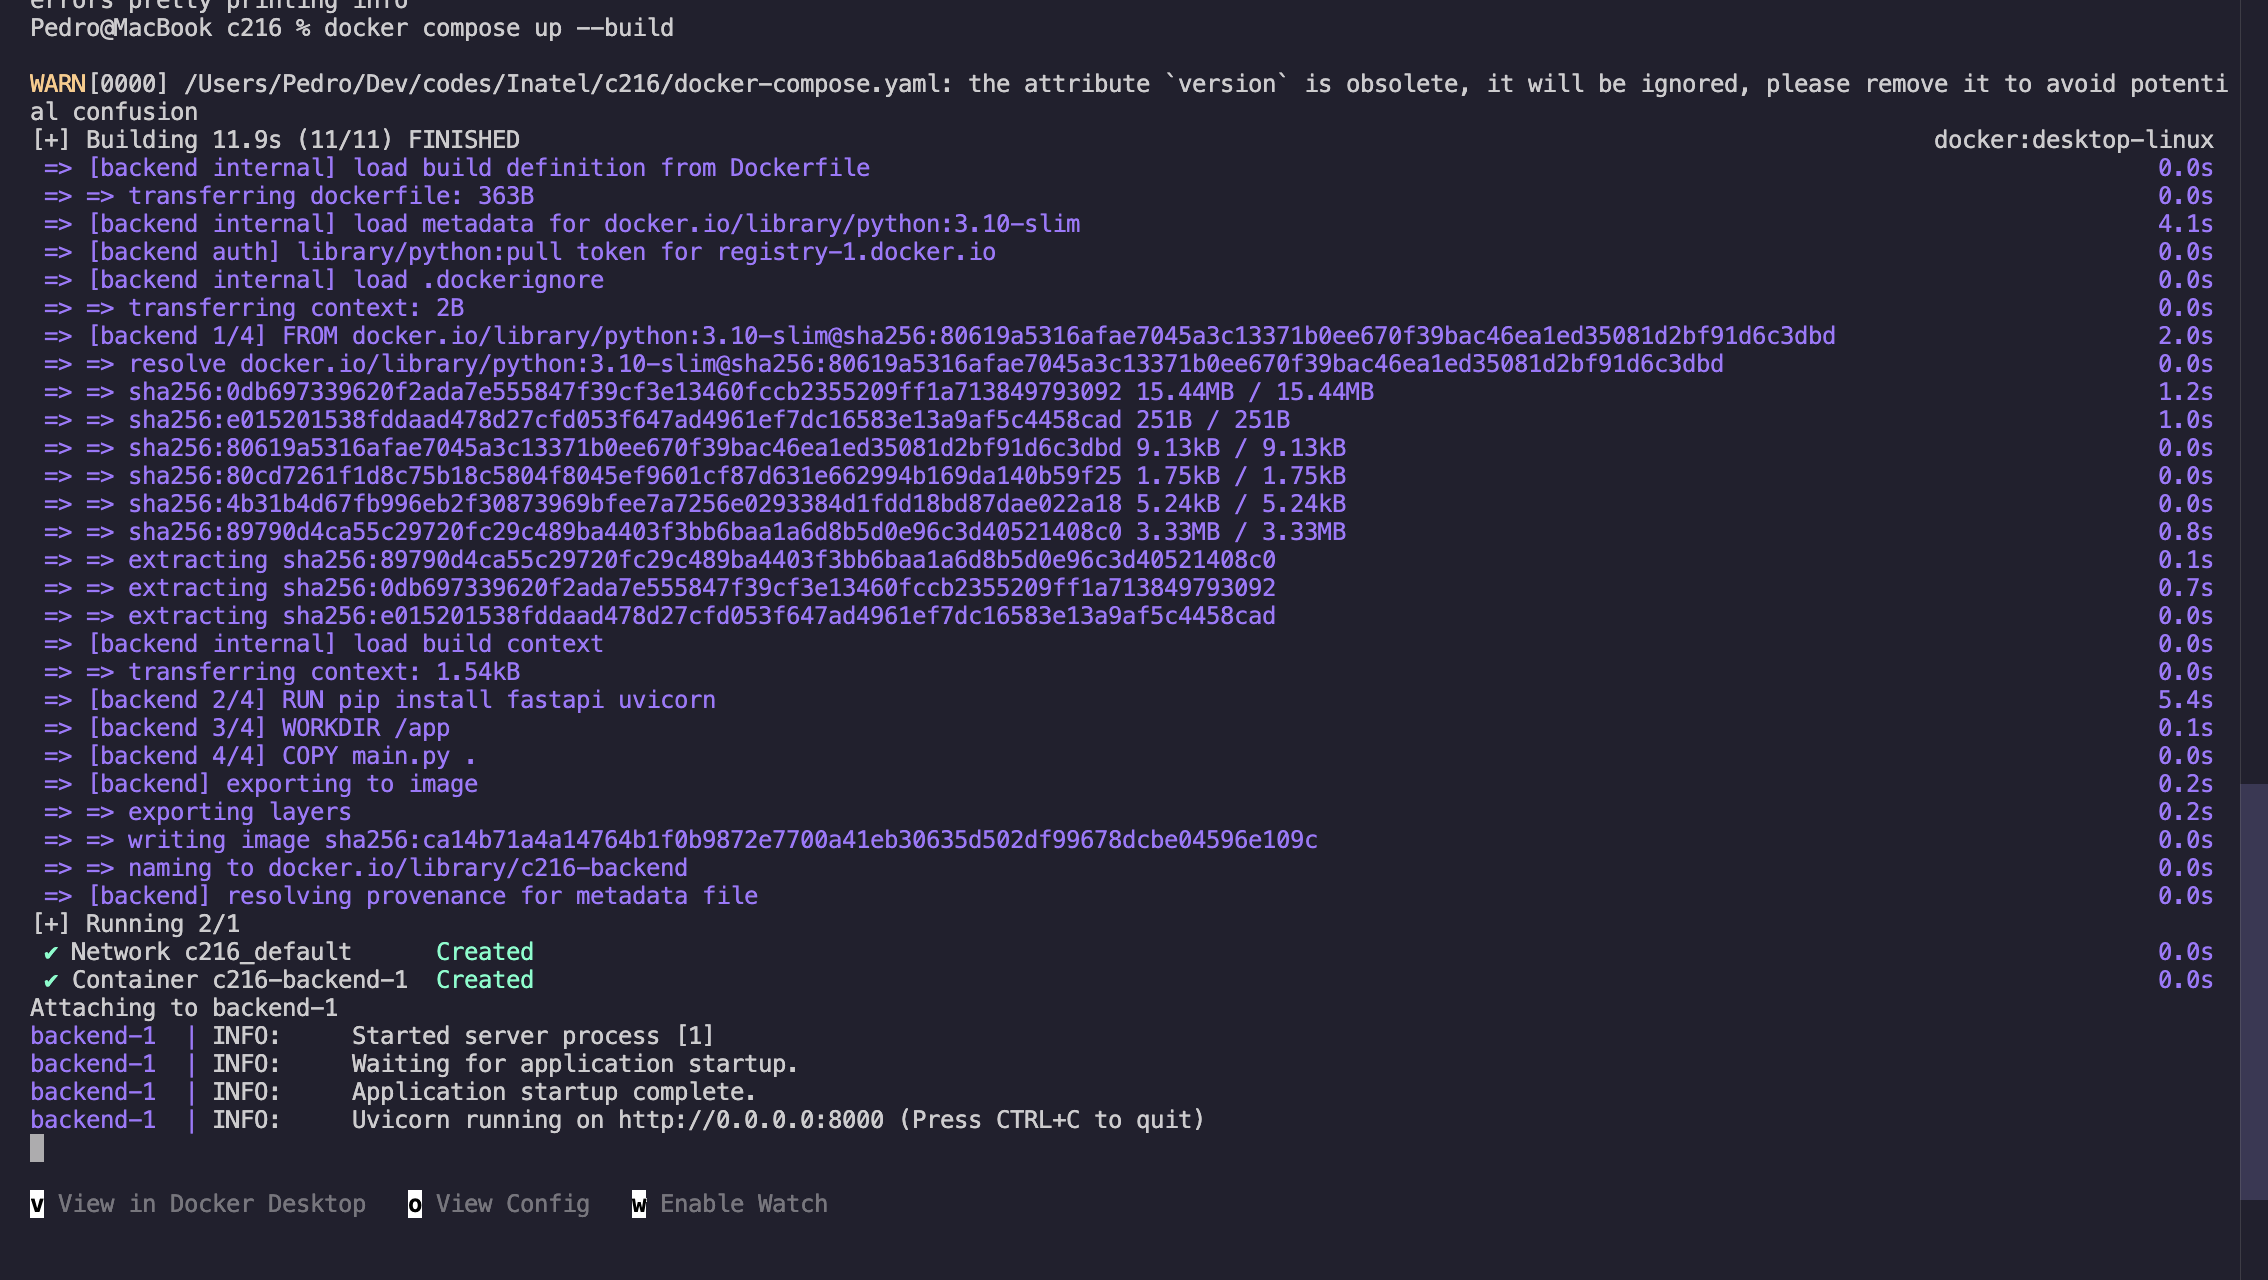 errors pretty printing info
Pedro@MacBook c216 % docker compose up --build
WARN[0000] /Users/Pedro/Dev/codes/Inatel/c216/docker-compose.yaml: the attribute `version` is obsolete, it will be ignored, please remove it to avoid potenti
al confusion
[+] Building 11.9s (11/11) FINISHED docker:desktop-linux
=> [backend internal] load build definition from Dockerfile 0.0s
=> => transferring dockerfile: 363B 0.0s
=> [backend internal] load metadata for docker.io/library/python:3.10-slim 4.1s
=> [backend auth] library/python:pull token for registry-1.docker.io 0.0s
=> [backend internal] load .dockerignore 0.0s
=> => transferring context: 2B 0.0s
=> [backend 1/4] FROM docker.io/library/python:3.10-slim@sha256:80619a5316afae7045a3c13371b0ee670f39bac46ea1ed35081d2bf91d6c3dbd 2.0s
=> => resolve docker.io/library/python:3.10-slim@sha256:80619a5316afae7045a3c13371b0ee670f39bac46ea1ed35081d2bf91d6c3dbd 0.0s
=> => sha256:0db697339620f2ada7e555847f39cf3e13460fccb2355209ff1a713849793092 15.44MB / 15.44MB 1.2s
=> => sha256:e015201538fddaad478d27cfd053f647ad4961ef7dc16583e13a9af5c4458cad 251B / 251B 1.0s
=> => sha256:80619a5316afae7045a3c13371b0ee670f39bac46ea1ed35081d2bf91d6c3dbd 9.13kB / 9.13kB 0.0s
=> => sha256:80cd7261f1d8c75b18c5804f8045ef9601cf87d631e662994b169da140b59f25 1.75kB / 1.75kB 0.0s
=> => sha256:4b31b4d67fb996eb2f30873969bfee7a7256e0293384d1fdd18bd87dae022a18 5.24kB / 5.24kB 0.0s
=> => sha256:89790d4ca55c29720fc29c489ba4403f3bb6baa1a6d8b5d0e96c3d40521408c0 3.33MB / 3.33MB 0.8s
=> => extracting sha256:89790d4ca55c29720fc29c489ba4403f3bb6baa1a6d8b5d0e96c3d40521408c0 0.1s
=> => extracting sha256:0db697339620f2ada7e555847f39cf3e13460fccb2355209ff1a713849793092 0.7s
=> => extracting sha256:e015201538fddaad478d27cfd053f647ad4961ef7dc16583e13a9af5c4458cad 0.0s
=> [backend internal] load build context 0.0s
=> => transferring context: 1.54kB 0.0s
=> [backend 2/4] RUN pip install fastapi uvicorn 5.4s
=> [backend 3/4] WORKDIR /app 0.1s
=> [backend 4/4] COPY main.py . 0.0s
=> [backend] exporting to image 0.2s
=> => exporting layers 0.2s
=> => writing image sha256:ca14b71a4a14764b1f0b9872e7700a41eb30635d502df99678dcbe04596e109c 0.0s
=> => naming to docker.io/library/c216-backend 0.0s
=> [backend] resolving provenance for metadata file 0.0s
[+] Running 2/1
✔ Network c216_default Created 0.0s
✔ Container c216-backend-1 Created 0.0s
Attaching to backend-1
backend-1 | INFO: Started server process [1]
backend-1 | INFO: Waiting for application startup.
backend-1 | INFO: Application startup complete.
backend-1 | INFO: Uvicorn running on http://0.0.0.0:8000 (Press CTRL+C to quit)
v View in Docker Desktop o View Config w Enable Watch